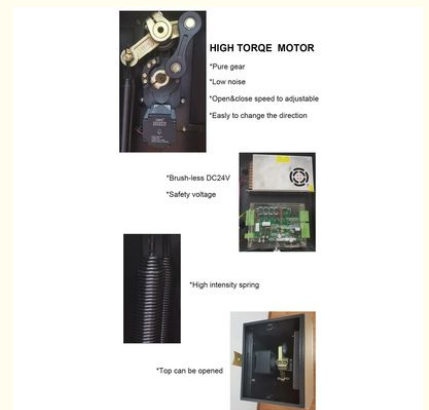 HIGH TORQE MOTOR
*Pure gear
*Low noise
*Open&close speed to adjustable
*Easly to change the direction
*Brush-less DC24V
*Safety voltage
*High intensity spring
*Top can be opened